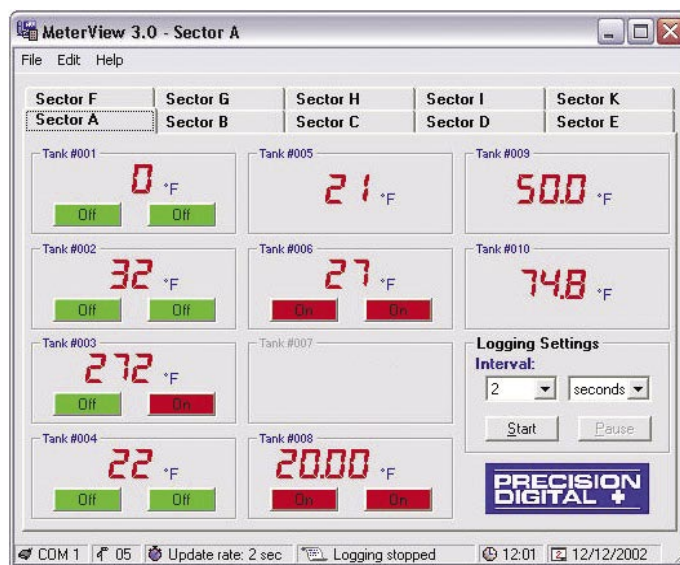 MeterView 3.0 - Sector A
File Edit Help
Sector F Sector G Sector H Sector I Sector K
Sector A Sector B Sector C Sector D Sector E
Tank #001 Tank #005 Tank #009
0 °F 21 °F 50.0 °F
Off Off
Tank #002 Tank #006 Tank #010
32 °F 27 °F 74.8 °F
Off Off On On
Tank #003 Tank #007 Logging Settings
272 °F Interval:
Off On 2 seconds
Start Pause
Tank #004 Tank #008
22 °F 20.00 °F PRECISION
Off Off On On DIGITAL
COM 1 05 Update rate: 2 sec Logging stopped 12:01 12/12/2002